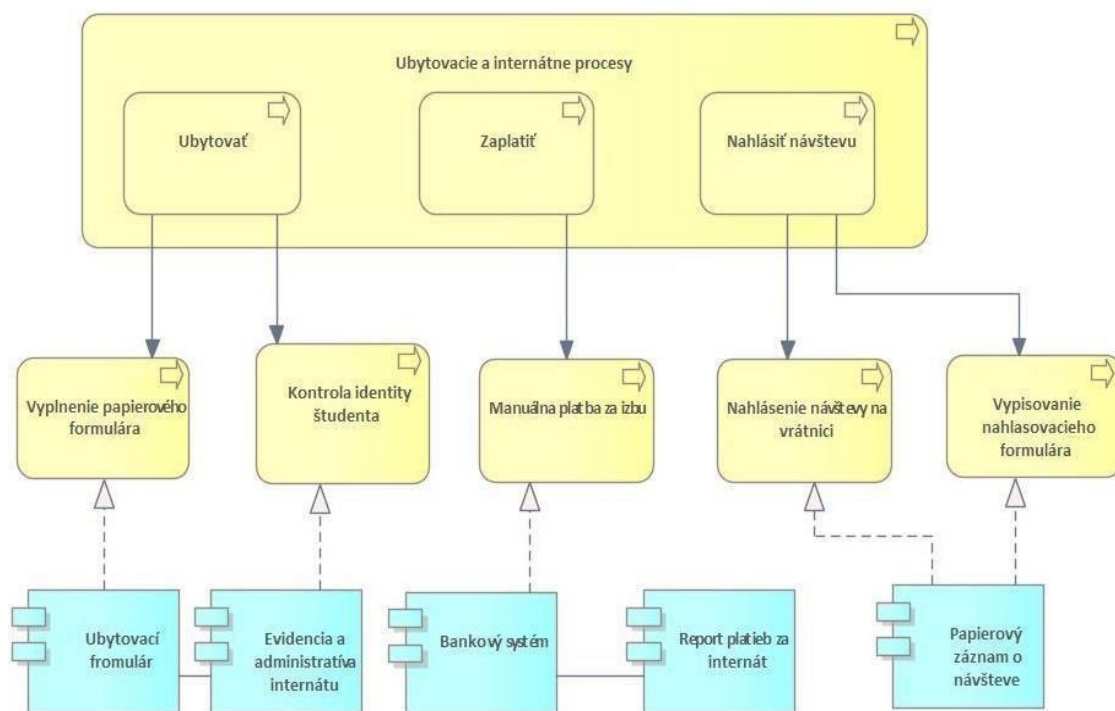 Ubytovacie a internátne procesy
Ubytovať
Zaplatiť
Nahlásiť návštevu
Vyplnenie papierového
formulára
Kontrola identity
študenta
Manuálna platba za izbu
Nahlásenie návštevy na
vrátnici
Vypisovanie
nahlasovacieho
formulára
Ubytovací
fromulár
Evidencia a
administratíva
internátu
Bankový systém
Report platieb za
internát
Papierový
záznam o
návšteve